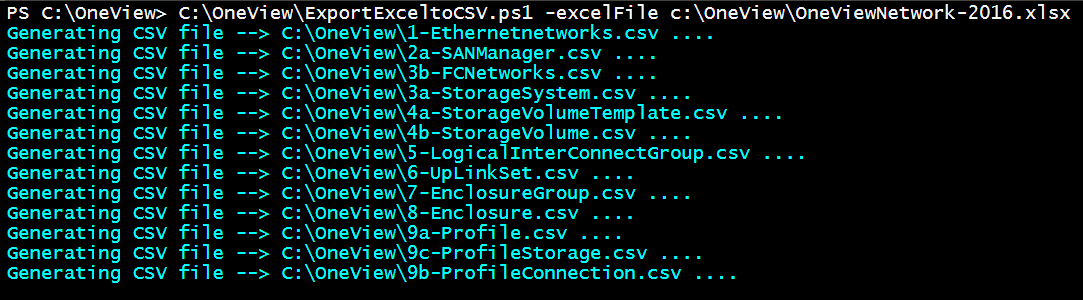 PS C:\OneView> C:\OneView\ExportExceltoCSV.ps1 -excelFile c:\OneView\OneViewNetwork-2016.xlsx
Generating CSV file --> C:\OneView\1-Ethernetnetworks.csv ....
Generating CSV file --> C:\OneView\2a-SANManager.csv ....
Generating CSV file --> C:\OneView\3b-FCNetworks.csv ....
Generating CSV file --> C:\OneView\3a-StorageSystem.csv ....
Generating CSV file --> C:\OneView\4a-StorageVolumeTemplate.csv ....
Generating CSV file --> C:\OneView\4b-StorageVolume.csv ....
Generating CSV file --> C:\OneView\5-LogicalInterConnectGroup.csv ....
Generating CSV file --> C:\OneView\6-UpLinkSet.csv ....
Generating CSV file --> C:\OneView\7-EnclosureGroup.csv ....
Generating CSV file --> C:\OneView\8-Enclosure.csv ....
Generating CSV file --> C:\OneView\9a-Profile.csv ....
Generating CSV file --> C:\OneView\9c-ProfileStorage.csv ....
Generating CSV file --> C:\OneView\9b-ProfileConnection.csv ....